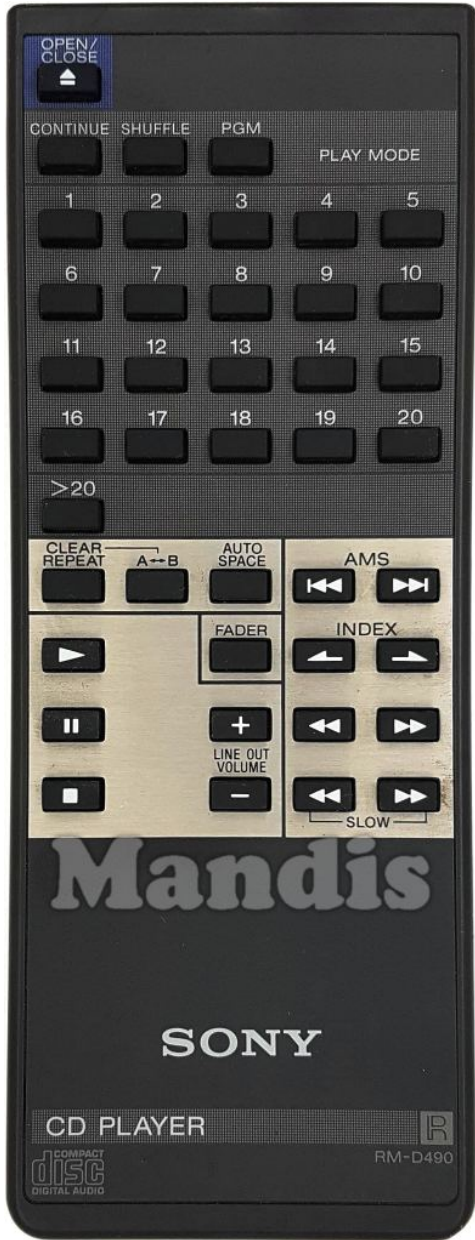 OPEN/
CLOSE
CONTINUE SHUFFLE PGM
PLAY MODE
1 2 3 4 5
6 7 8 9 10
11 12 13 14 15
16 17 18 19 20
>20
CLEAR
REPEAT A↔B
AUTO
SPACE
AMS
FADER
INDEX
+
LINE OUT
VOLUME
−
SLOW
Mandis
SONY
CD PLAYER R
RM-D490
COMPACT
disc
DIGITAL AUDIO